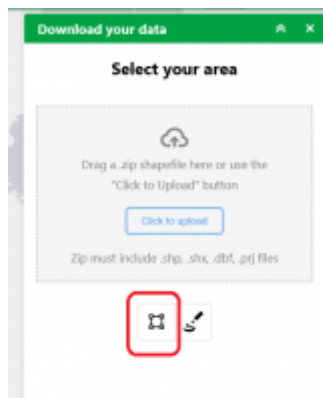 Download your data
Select your area
Drag a .zip shapefile here or use the
"Click to Upload" button
Click to upload
Zip must include .shp, .shx, .dbf, .prj files